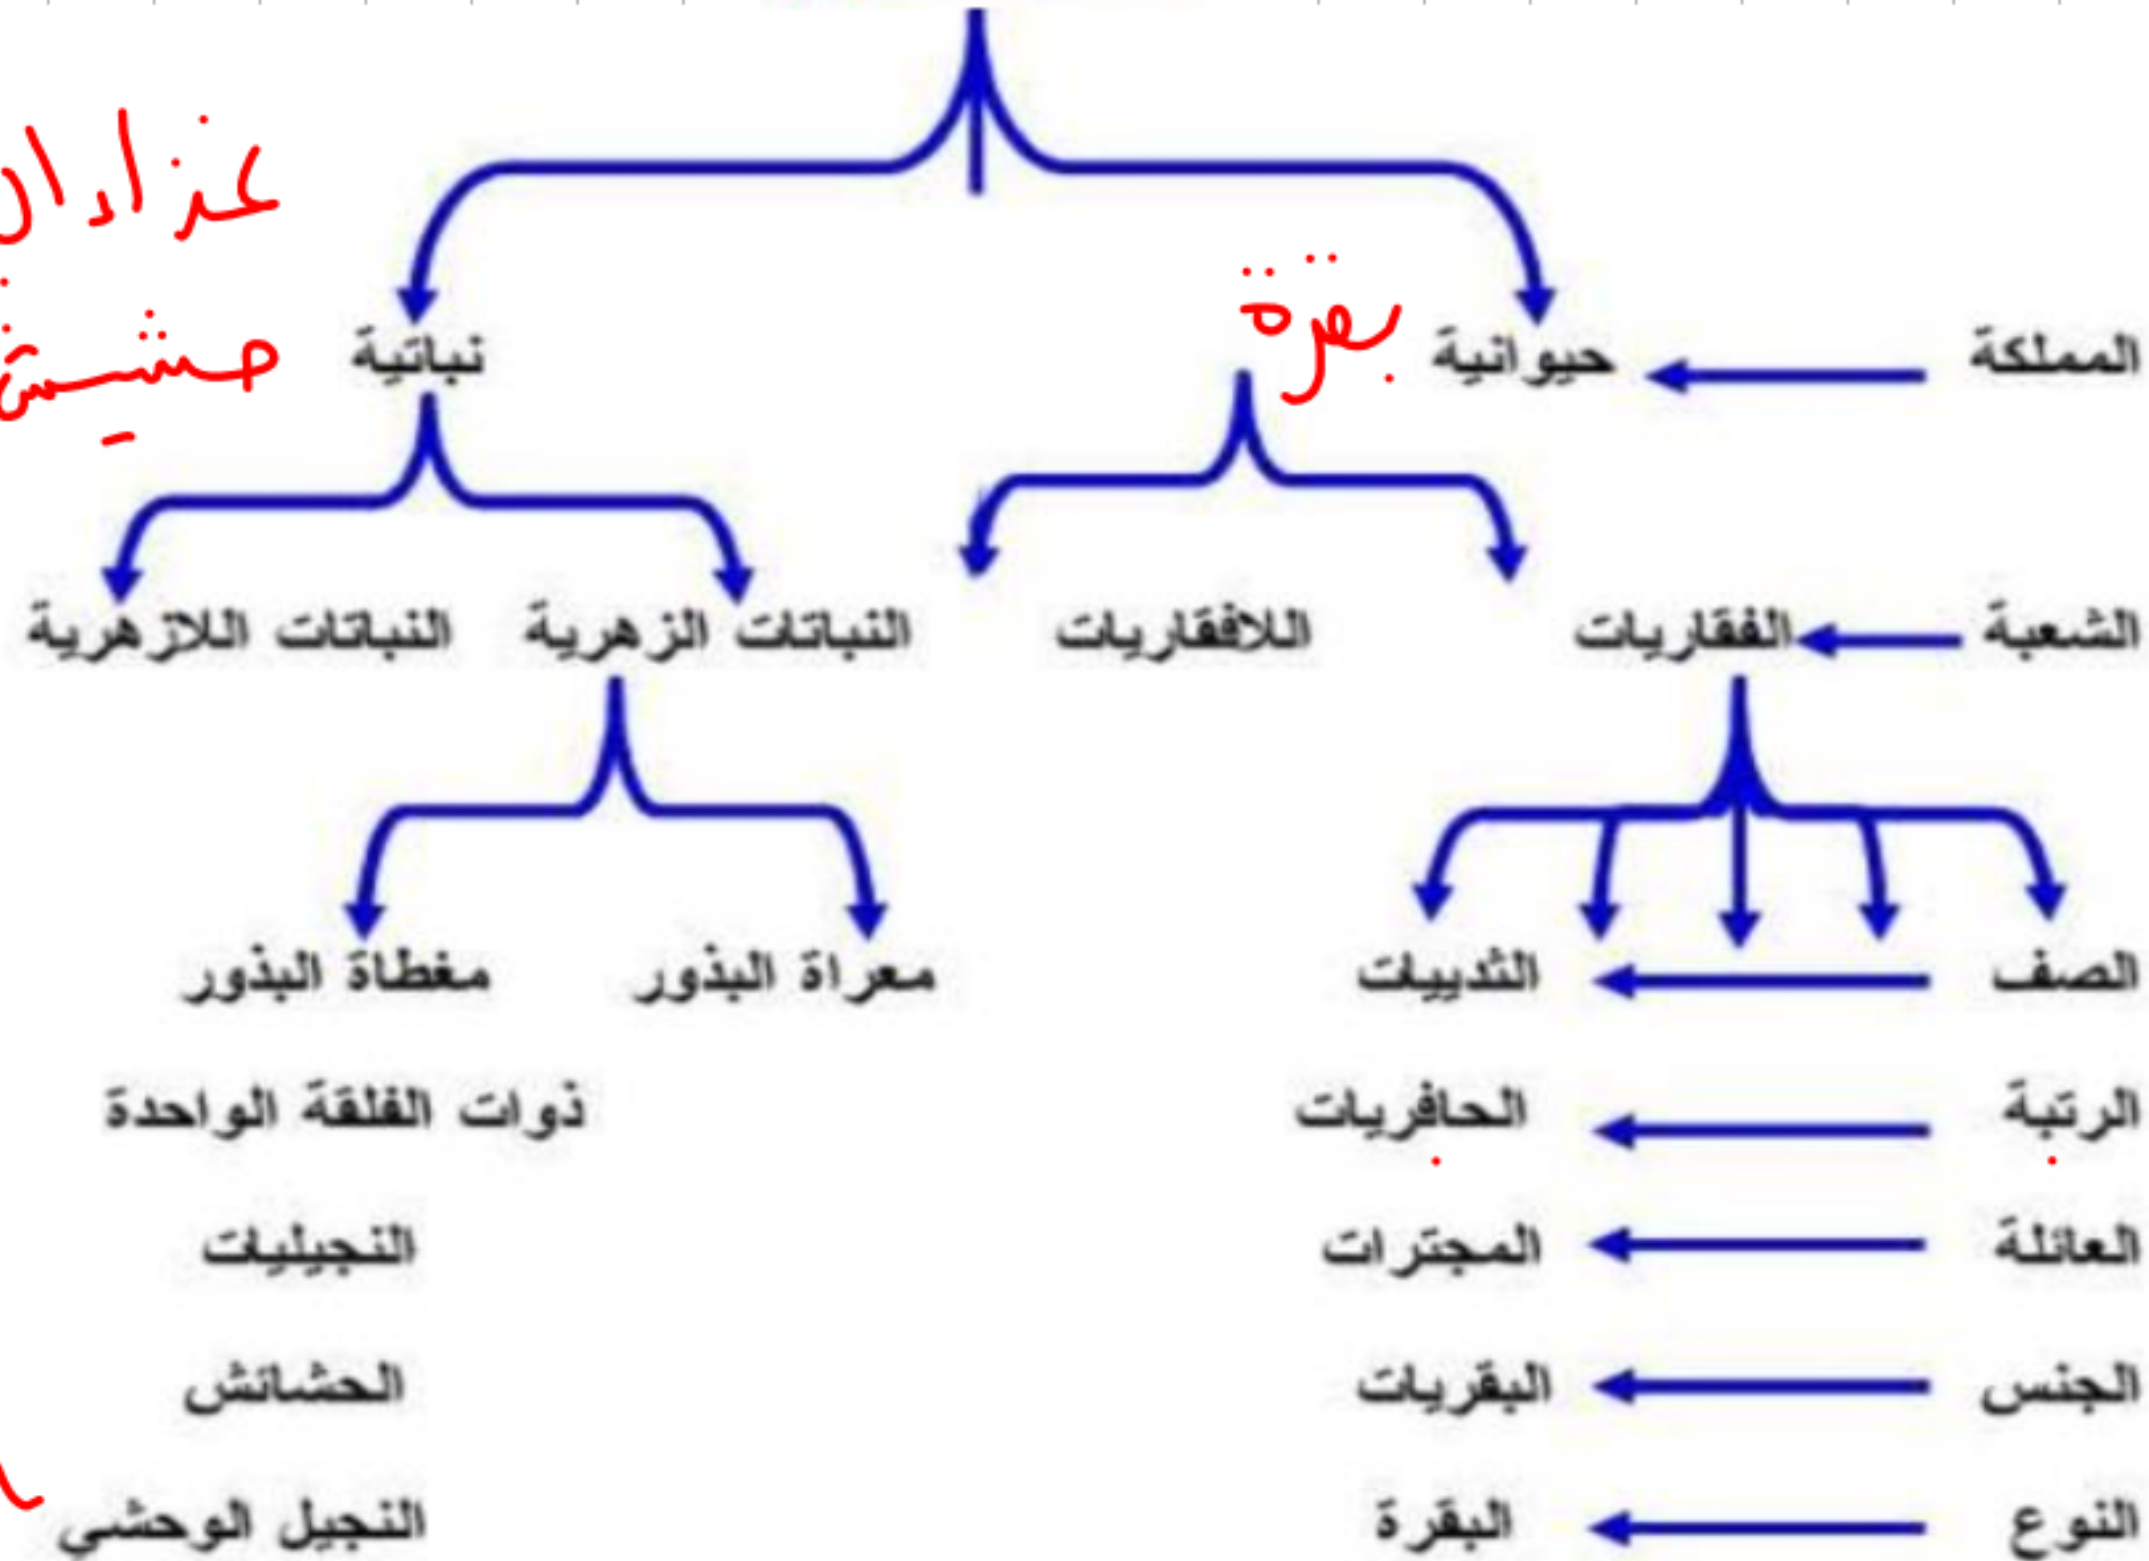 بقرة
المملكة حيوانية نباتية
الشعبة الفقاريات اللافقاريات النباتات الزهرية النباتات اللازهرية
الصف الثدييات معراة البذور مغطاة البذور
الرتبة الحافريات ذوات الفلقة الواحدة
العائلة المجترات النجيليات
الجنس البقريات الحشائش
النوع البقرة النجيل الوحشي